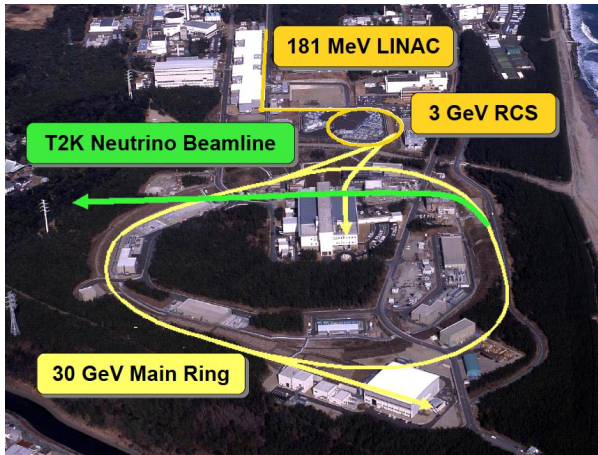 181 MeV LINAC
3 GeV RCS
T2K Neutrino Beamline
30 GeV Main Ring